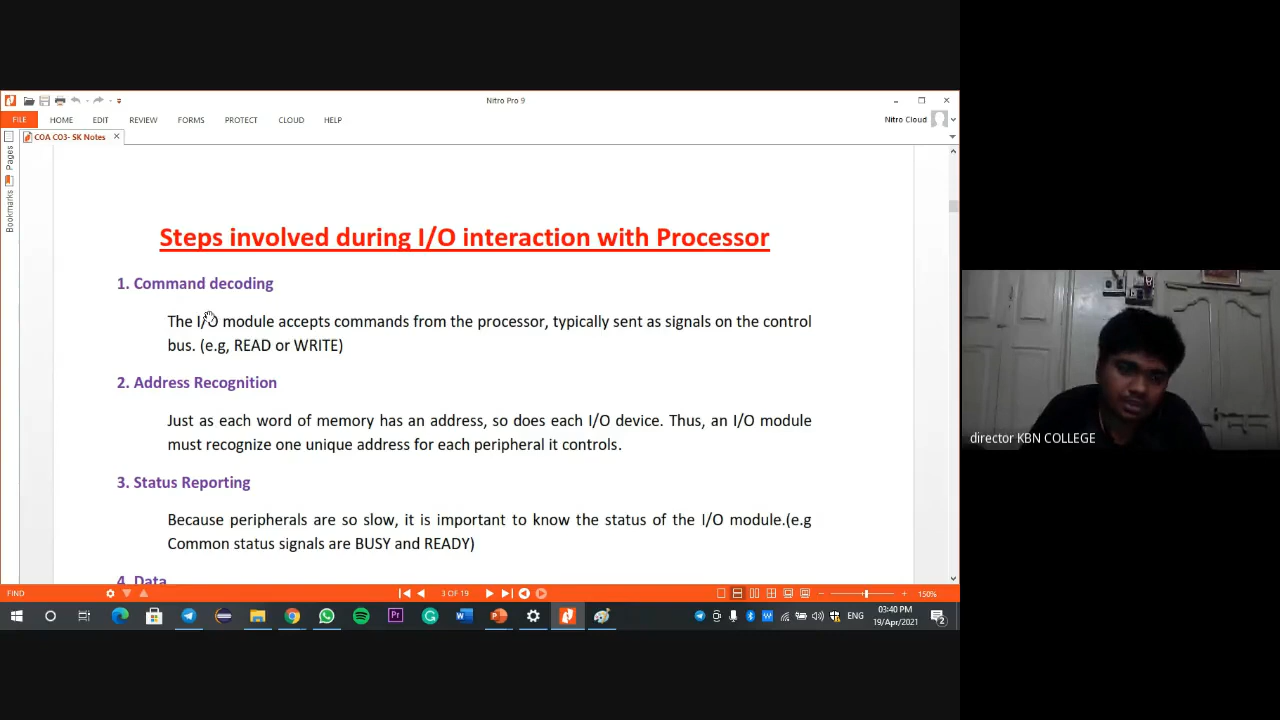 Nitro Pro 9
FILE HOME EDIT REVIEW FORMS PROTECT CLOUD HELP
Nitro Cloud
COA CO3- SK Notes
Pages
Bookmarks
Steps involved during I/O interaction with Processor
1. Command decoding
The I/O module accepts commands from the processor, typically sent as signals on the control
bus. (e.g, READ or WRITE)
2. Address Recognition
Just as each word of memory has an address, so does each I/O device. Thus, an I/O module
must recognize one unique address for each peripheral it controls.
3. Status Reporting
Because peripherals are so slow, it is important to know the status of the I/O module.(e.g
Common status signals are BUSY and READY)
4. Data
director KBN COLLEGE
FIND
3 OF 19
150%
ENG
03:40 PM
19/Apr/2021
2